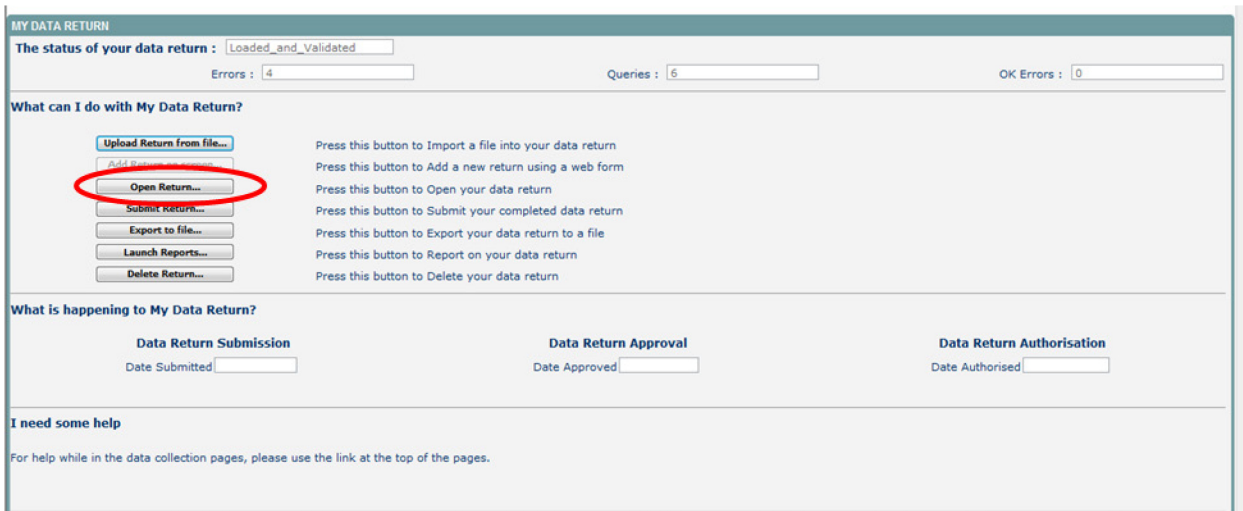 MY DATA RETURN
The status of your data return : Loaded_and_Validated
Errors : 4 Queries : 6 OK Errors : 0
What can I do with My Data Return?
Upload Return from file... Press this button to Import a file into your data return
Add Return on screen... Press this button to Add a new return using a web form
Open Return... Press this button to Open your data return
Submit Return... Press this button to Submit your completed data return
Export to file... Press this button to Export your data return to a file
Launch Reports... Press this button to Report on your data return
Delete Return... Press this button to Delete your data return
What is happening to My Data Return?
Data Return Submission Data Return Approval Data Return Authorisation
Date Submitted Date Approved Date Authorised
I need some help
For help while in the data collection pages, please use the link at the top of the pages.